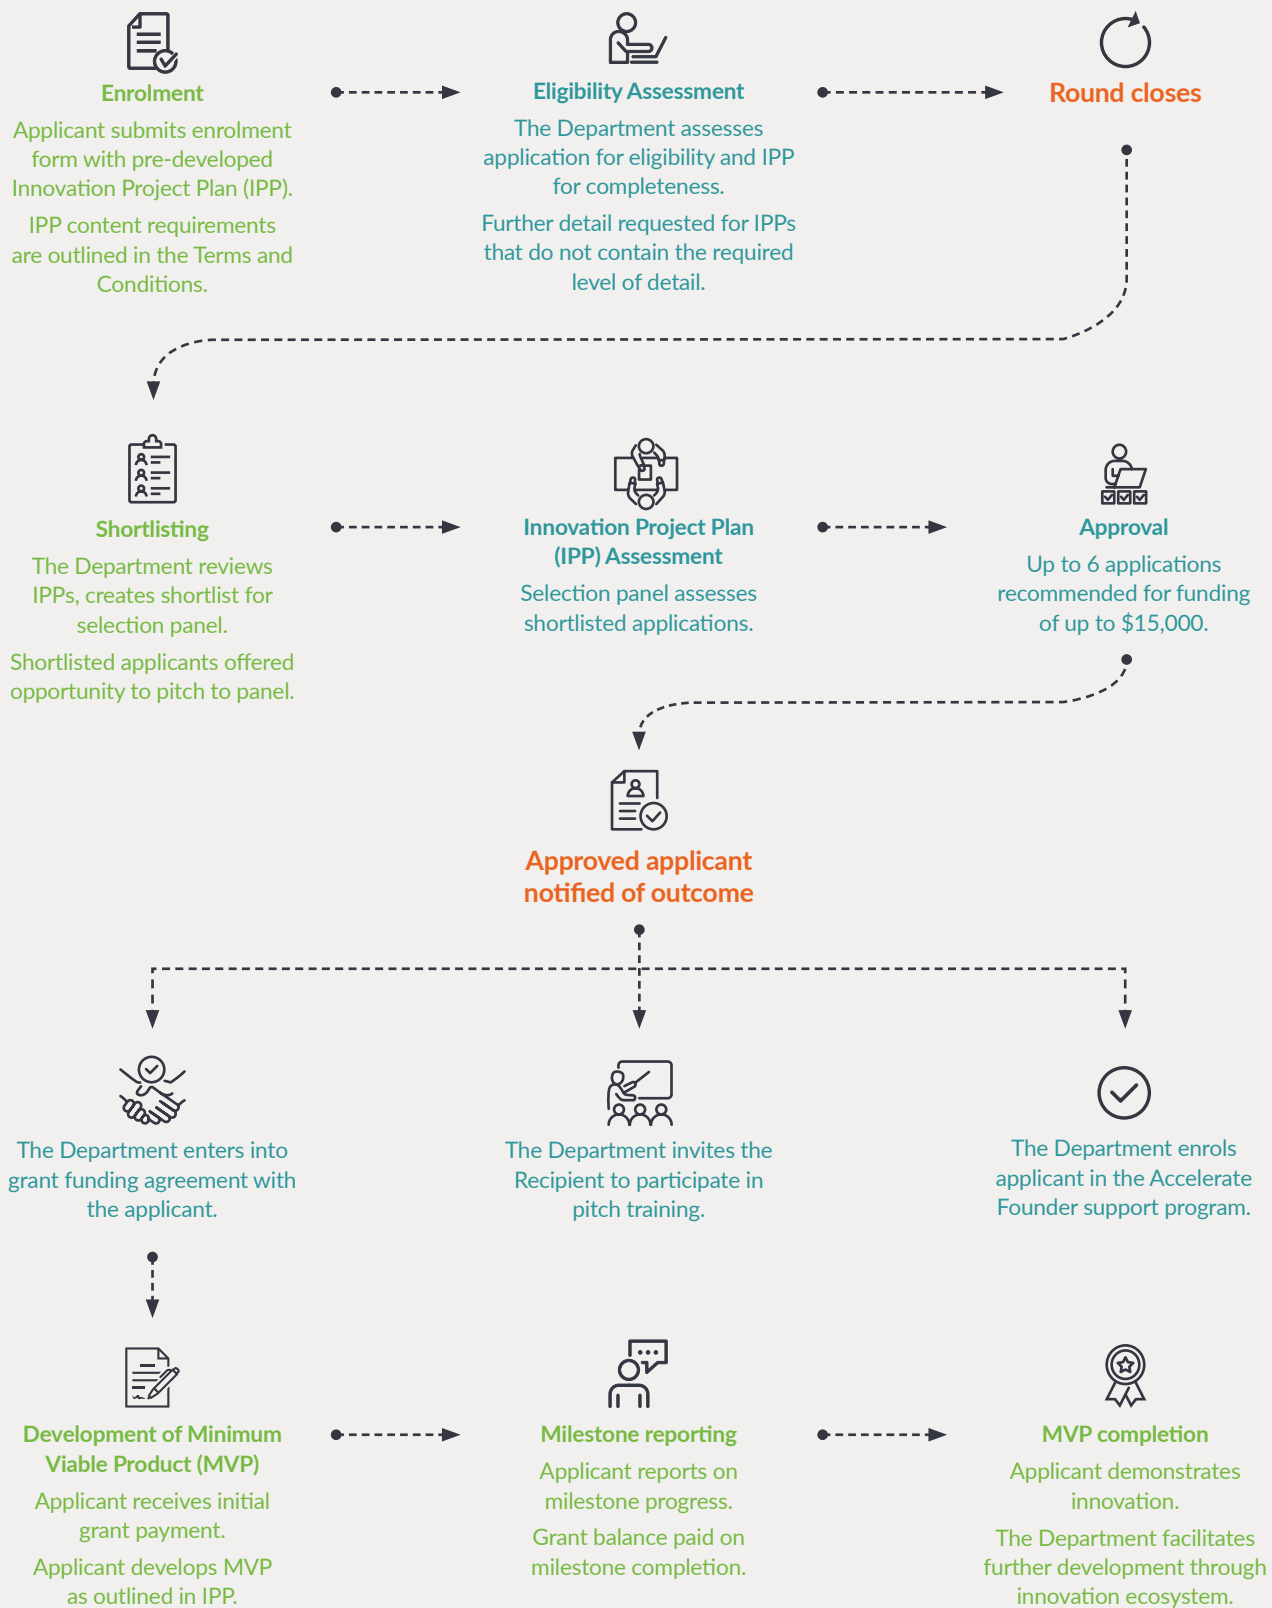 Enrolment
Applicant submits enrolment
form with pre-developed
Innovation Project Plan (IPP).
IPP content requirements
are outlined in the Terms and
Conditions.
Eligibility Assessment
The Department assesses
application for eligibility and IPP
for completeness.
Further detail requested for IPPs
that do not contain the required
level of detail.
Round closes
Shortlisting
The Department reviews
IPPs, creates shortlist for
selection panel.
Shortlisted applicants offered
opportunity to pitch to panel.
Innovation Project Plan
(IPP) Assessment
Selection panel assesses
shortlisted applications.
Approval
Up to 6 applications
recommended for funding
of up to $15,000.
Approved applicant
notified of outcome
The Department enters into
grant funding agreement with
the applicant.
The Department invites the
Recipient to participate in
pitch training.
The Department enrols
applicant in the Accelerate
Founder support program.
Development of Minimum
Viable Product (MVP)
Applicant receives initial
grant payment.
Applicant develops MVP
as outlined in IPP.
Milestone reporting
Applicant reports on
milestone progress.
Grant balance paid on
milestone completion.
MVP completion
Applicant demonstrates
innovation.
The Department facilitates
further development through
innovation ecosystem.